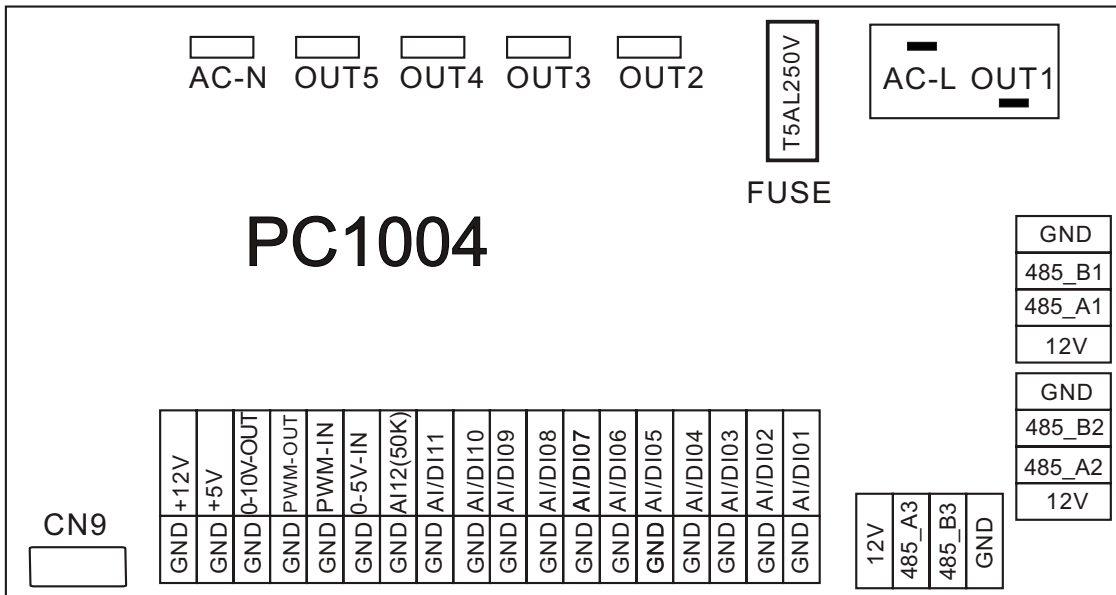 AC-N OUT5 OUT4 OUT3 OUT2
T5AL250V
FUSE
AC-L OUT1
PC1004
GND
485_B1
485_A1
12V
GND
485_B2
485_A2
12V
+12V
+5V
0-10V-OUT
PWM-OUT
PWM-IN
0-5V-IN
AI12(50K)
AI/DI11
AI/DI10
AI/DI09
AI/DI08
AI/DI07
AI/DI06
AI/DI05
AI/DI04
AI/DI03
AI/DI02
AI/DI01
GND GND GND GND GND GND GND GND GND GND GND GND GND GND GND GND GND GND
12V
485_A3
485_B3
GND
CN9